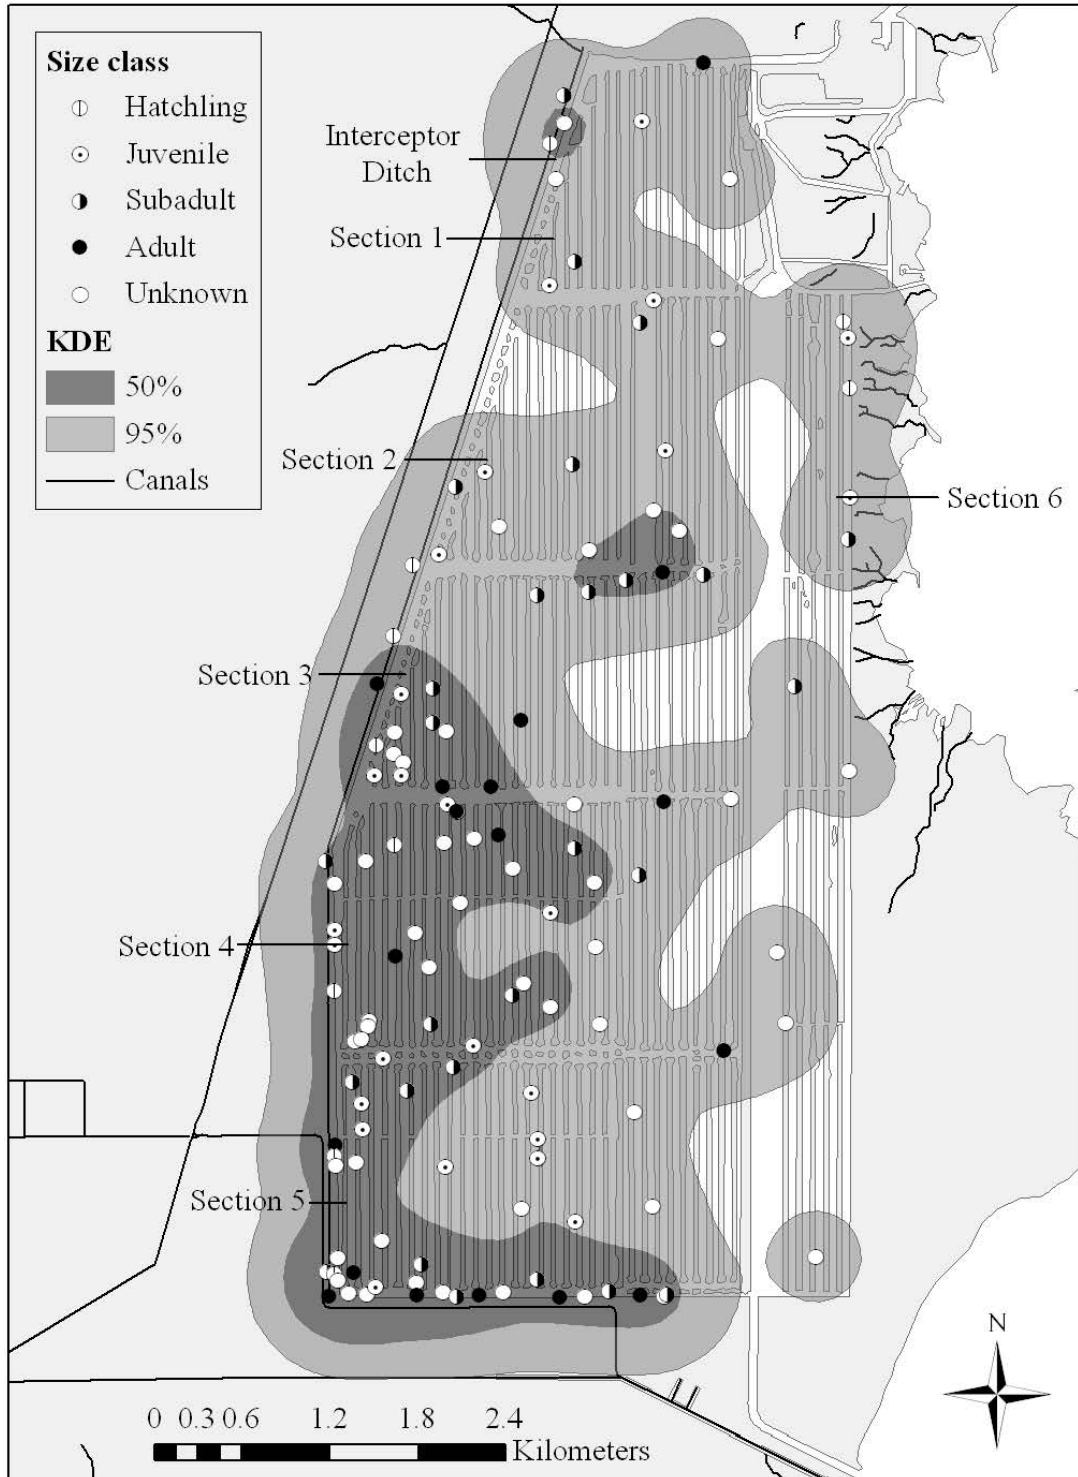 Size class
Hatchling
Juvenile
Subadult
Adult
Unknown
KDE
50%
95%
Canals
Interceptor
Ditch
Section 1
Section 2
Section 6
Section 3
Section 4
Section 5
N
0 0.3 0.6 1.2 1.8 2.4
Kilometers